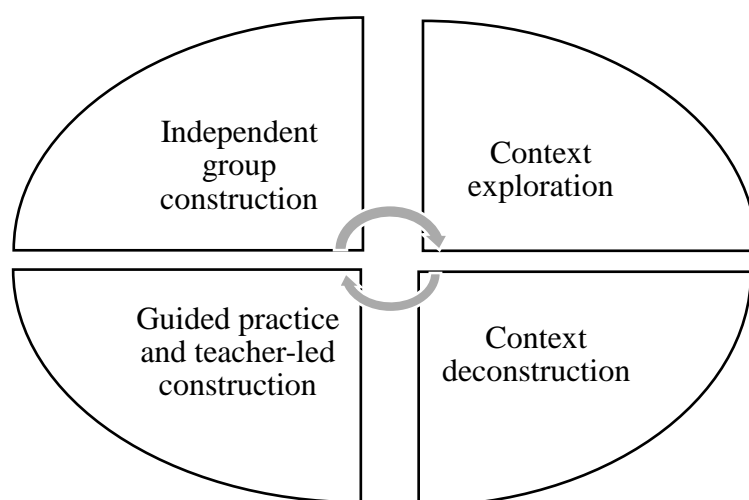 Independent
group
construction
Context
exploration
Guided practice
and teacher-led
construction
Context
deconstruction